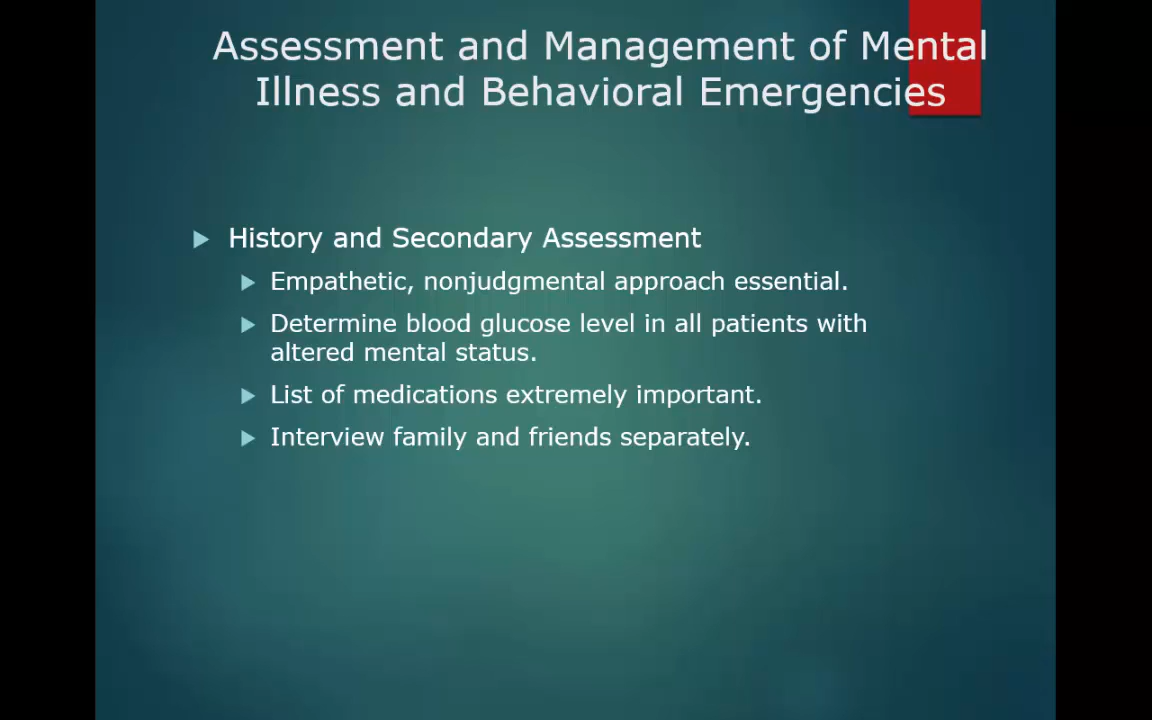 Assessment and Management of Mental
Illness and Behavioral Emergencies
History and Secondary Assessment
Empathetic, nonjudgmental approach essential.
Determine blood glucose level in all patients with
altered mental status.
List of medications extremely important.
Interview family and friends separately.